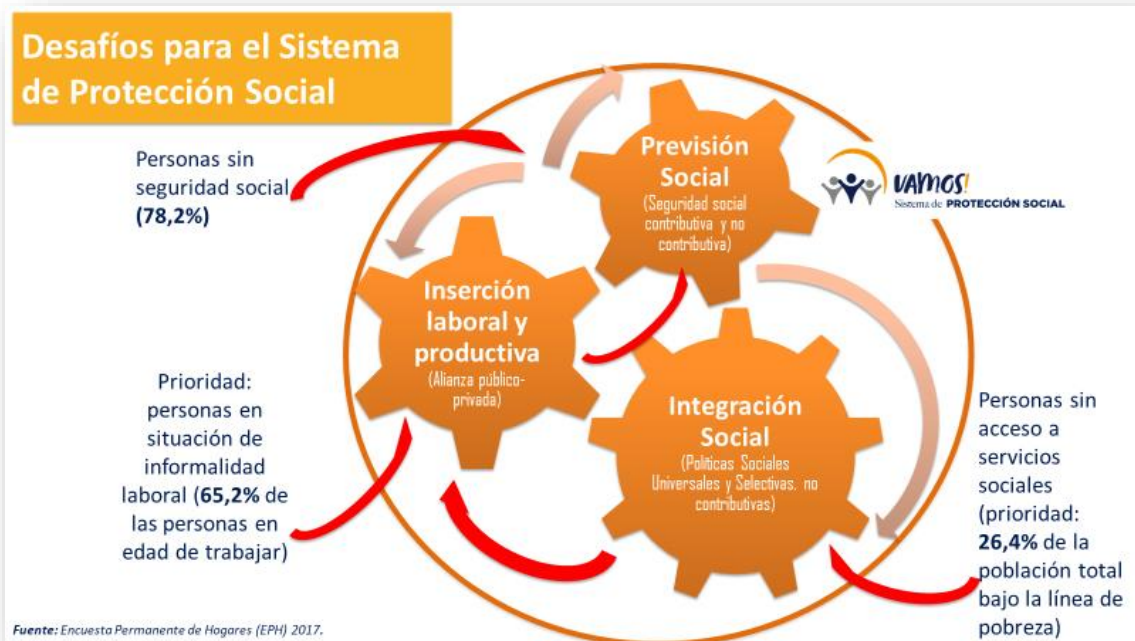 Desafíos para el Sistema
de Protección Social
Personas sin
seguridad social
(78,2%)
Previsión
Social
(Seguridad social
contributiva y no
contributiva)
VAMOS!
Sistema de PROTECCIÓN SOCIAL
Inserción
laboral y
productiva
(Alianza público-
privada)
Prioridad:
personas en
situación de
informalidad
laboral (65,2% de
las personas en
edad de trabajar)
Integración
Social
(Políticas Sociales
Universales y Selectivas, no
contributivas)
Personas sin
acceso a
servicios
sociales
(prioridad:
26,4% de la
población total
bajo la línea de
pobreza)
Fuente: Encuesta Permanente de Hogares (EPH) 2017.